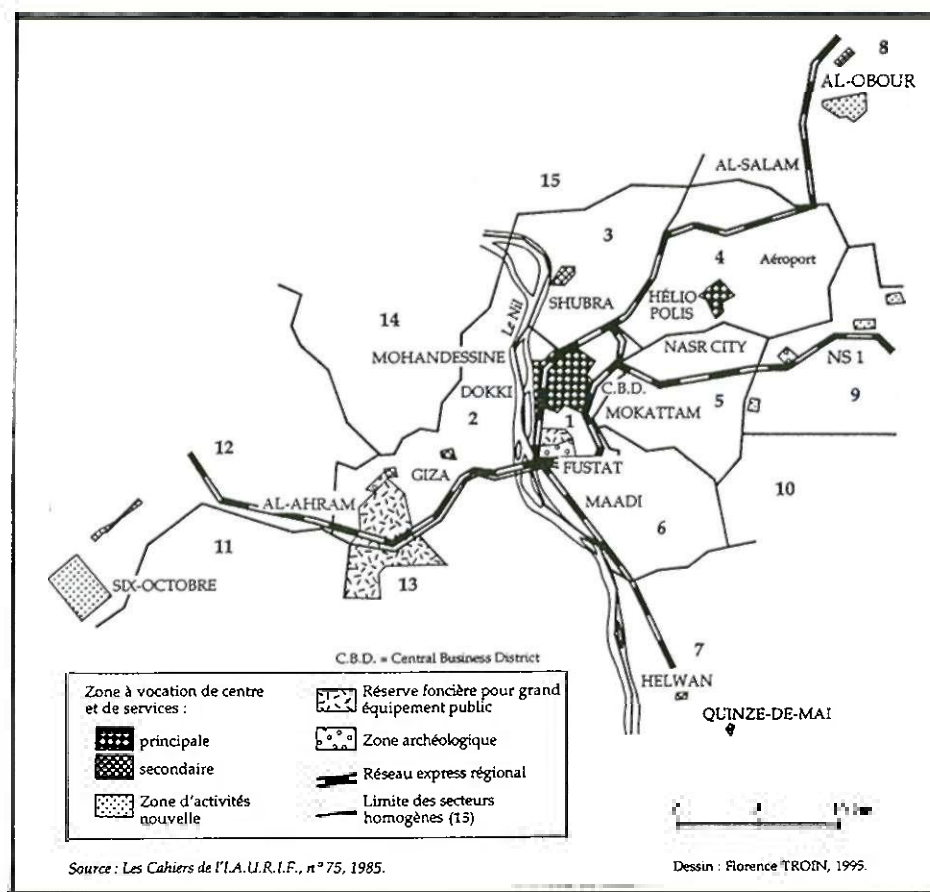 8
AL-OBOUR
AL-SALAM
15
3
4
Aéroport
SHUBRA
HÉLIO
POLIS
Le Nil
14
MOHANDESSINE
NASR CITY
NS 1
DOKKI
C.B.D.
5
9
MOKATTAM
2
1
12
GIZA
FUSTAT
AL-AHRAM
MAADI
10
6
11
SIX-OCTOBRE
13
7
HELWAN
QUINZE-DE-MAI
C.B.D. = Central Business District
Zone à vocation de centre
et de services :
principale
secondaire
Zone d'activités
nouvelle
Réserve foncière pour grand
équipement public
Zone archéologique
Réseau express régional
Limite des secteurs
homogènes (13)
Source : Les Cahiers de l'I.A.U.R.I.F., n° 75, 1985.
Dessin : Florence TROIN, 1995.